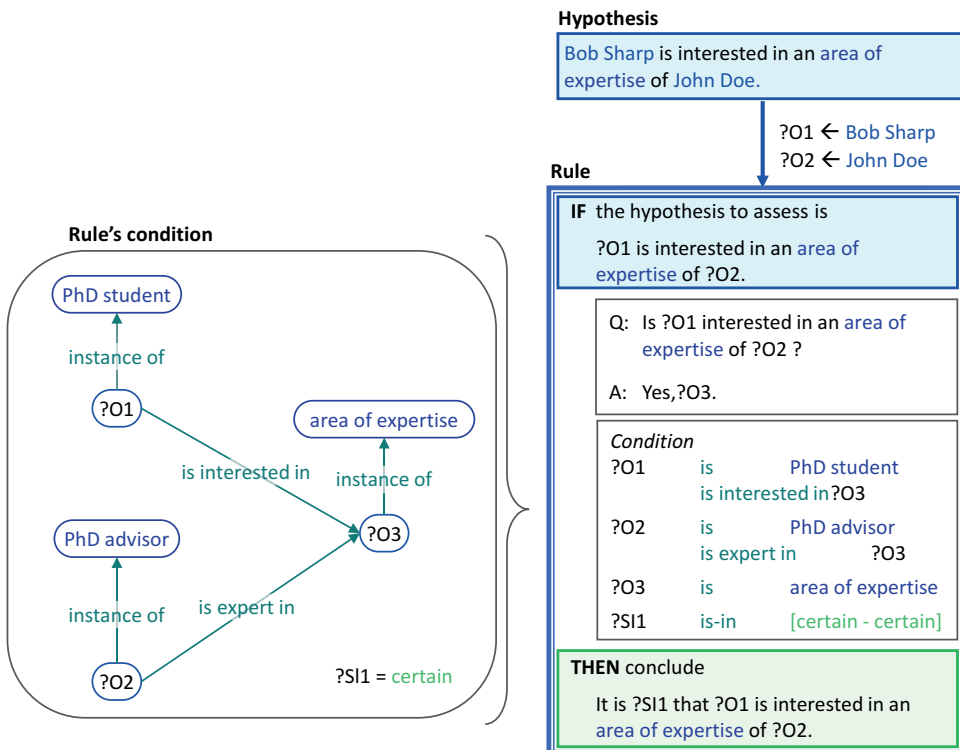 Hypothesis
Bob Sharp is interested in an area of
expertise of John Doe.
?O1 ← Bob Sharp
?O2 ← John Doe
Rule
IF the hypothesis to assess is
?O1 is interested in an area of
expertise of ?O2.
Q: Is ?O1 interested in an area of
expertise of ?O2 ?
A: Yes,?O3.
Condition
?O1 is PhD student
is interested in?O3
?O2 is PhD advisor
is expert in ?O3
?O3 is area of expertise
?SI1 is-in [certain - certain]
THEN conclude
It is ?SI1 that ?O1 is interested in an
area of expertise of ?O2.
Rule's condition
PhD student
instance of
?O1
area of expertise
is interested in
instance of
?O3
PhD advisor
instance of
is expert in
?O2
?SI1 = certain